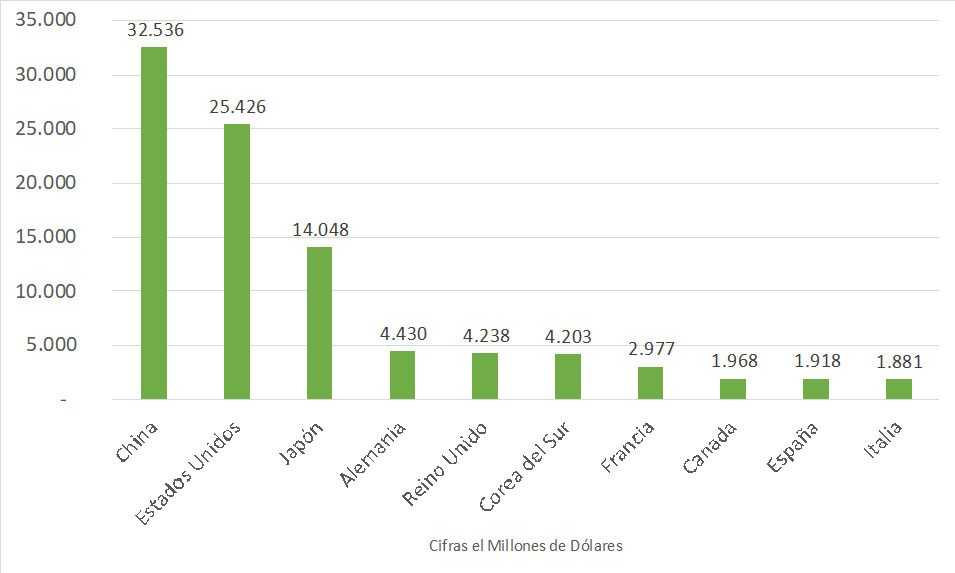 35.000
30.000
25.000
20.000
15.000
10.000
5.000
-
32.536
25.426
14.048
4.430
4.238
4.203
2.977
1.968
1.918
1.881
China
Estados Unidos
Japón
Alemania
Reino Unido
Corea del Sur
Francia
Canada
España
Italia
Cifras el Millones de Dólares